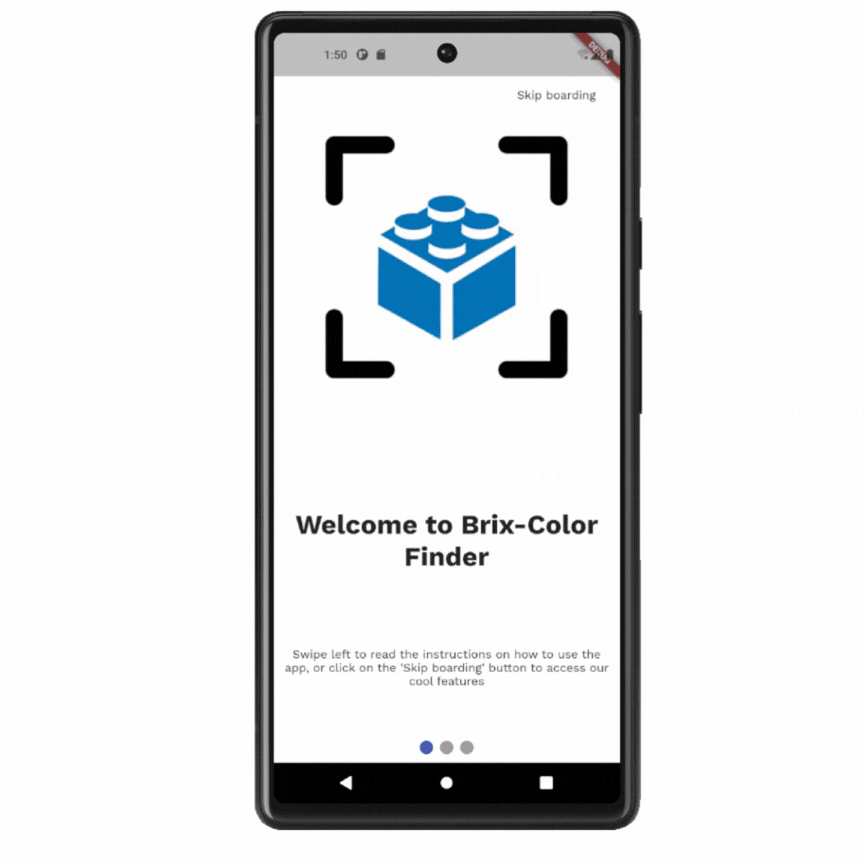 1:50
DEBUG
Skip boarding
Welcome to Brix-Color
Finder
Swipe left to read the instructions on how to use the
app, or click on the 'Skip boarding' button to access our
cool features